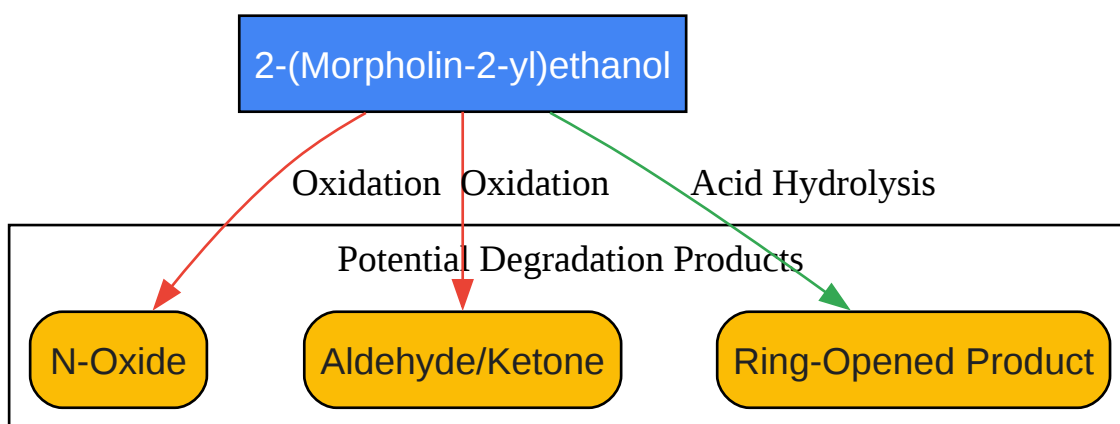 2-(Morpholin-2-yl)ethanol
Oxidation
Oxidation
Acid Hydrolysis
Potential Degradation Products
N-Oxide
Aldehyde/Ketone
Ring-Opened Product